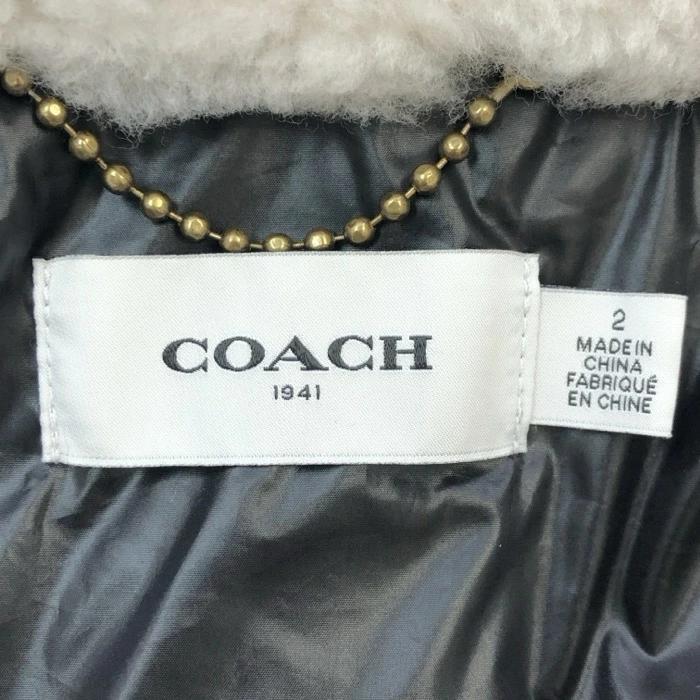 COACH
1941
2
MADE IN
CHINA
FABRIQUÉ
EN CHINE